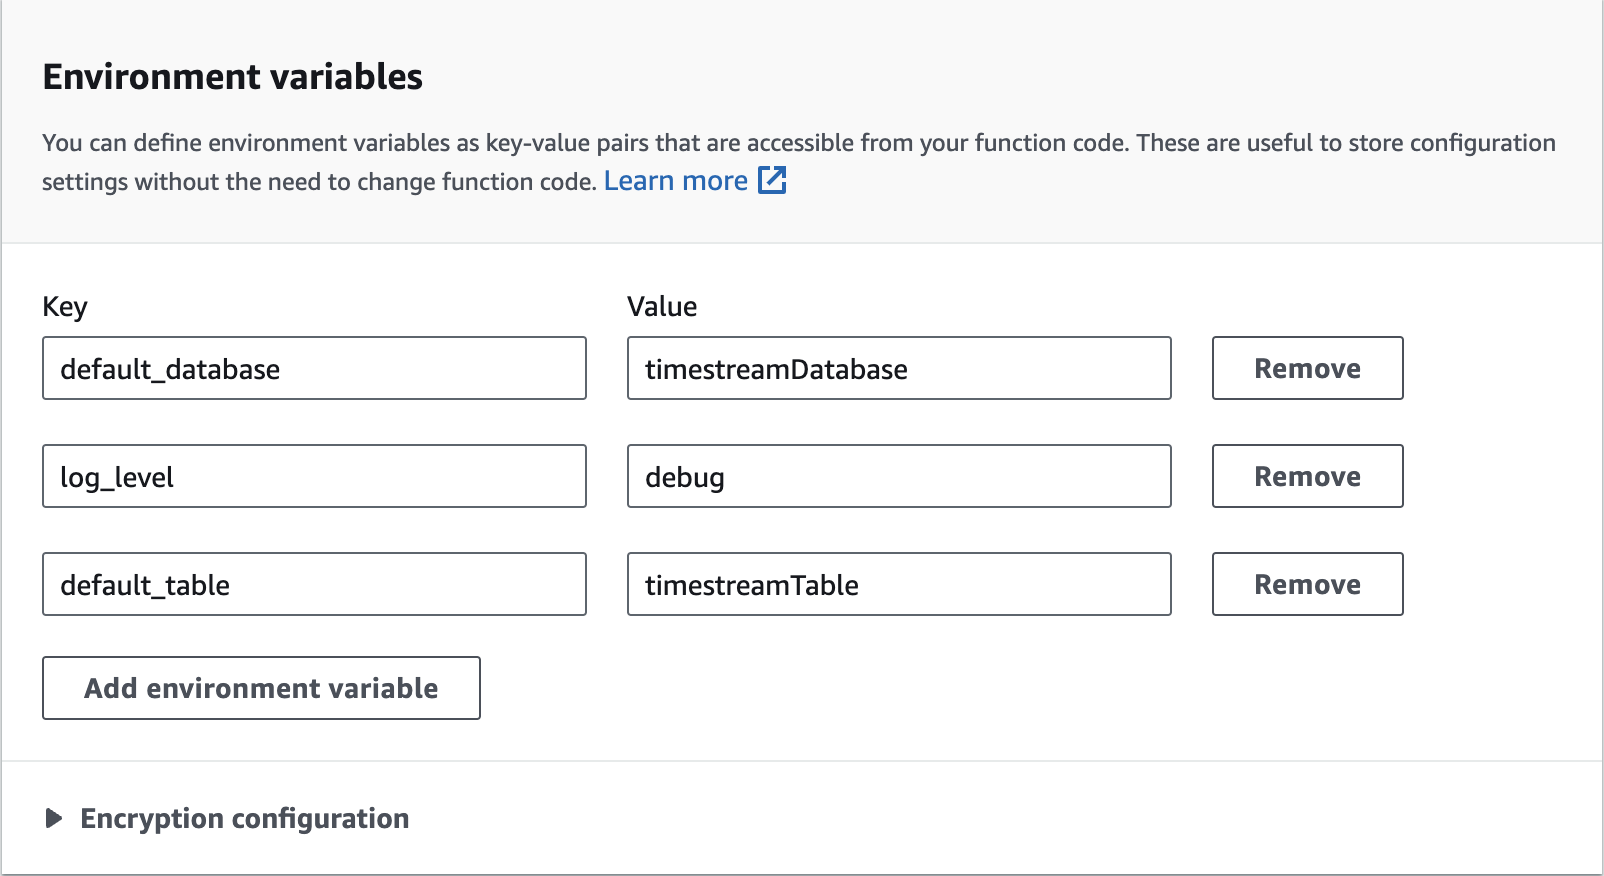 Environment variables
You can define environment variables as key-value pairs that are accessible from your function code. These are useful to store configuration
settings without the need to change function code. Learn more
Key Value
default_database timestreamDatabase Remove
log_level debug Remove
default_table timestreamTable Remove
Add environment variable
Encryption configuration